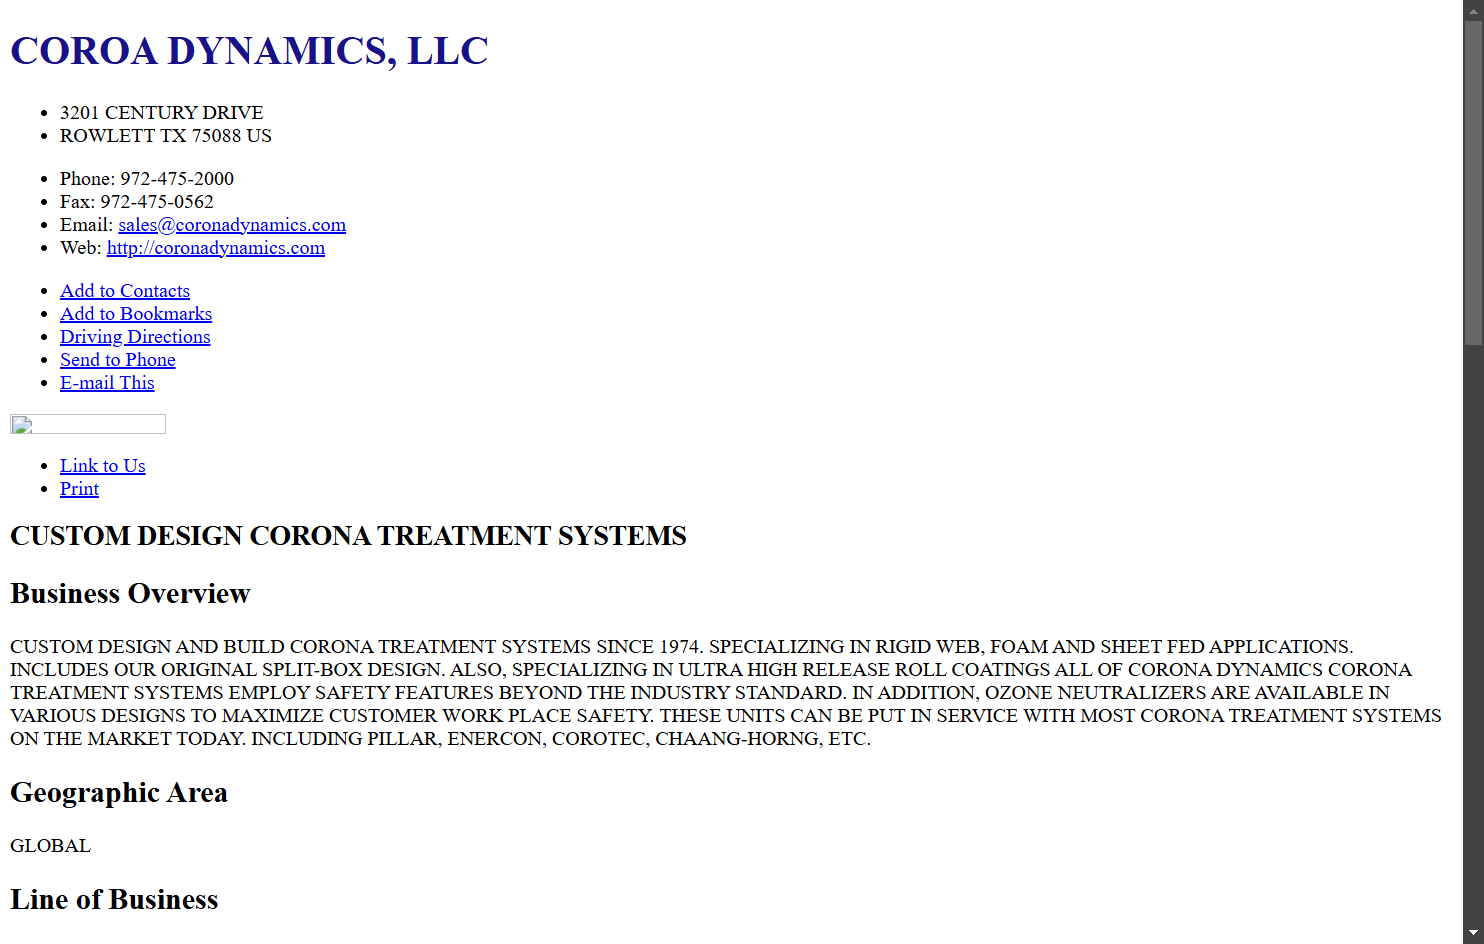 COROA DYNAMICS, LLC
3201 CENTURY DRIVE
ROWLETT TX 75088 US
Phone: 972-475-2000
Fax: 972-475-0562
Email: sales@coronadynamics.com
Web: http://coronadynamics.com
Add to Contacts
Add to Bookmarks
Driving Directions
Send to Phone
E-mail This
Link to Us
Print
CUSTOM DESIGN CORONA TREATMENT SYSTEMS
Business Overview
CUSTOM DESIGN AND BUILD CORONA TREATMENT SYSTEMS SINCE 1974. SPECIALIZING IN RIGID WEB, FOAM AND SHEET FED APPLICATIONS.
INCLUDES OUR ORIGINAL SPLIT-BOX DESIGN. ALSO, SPECIALIZING IN ULTRA HIGH RELEASE ROLL COATINGS ALL OF CORONA DYNAMICS CORONA
TREATMENT SYSTEMS EMPLOY SAFETY FEATURES BEYOND THE INDUSTRY STANDARD. IN ADDITION, OZONE NEUTRALIZERS ARE AVAILABLE IN
VARIOUS DESIGNS TO MAXIMIZE CUSTOMER WORK PLACE SAFETY. THESE UNITS CAN BE PUT IN SERVICE WITH MOST CORONA TREATMENT SYSTEMS
ON THE MARKET TODAY. INCLUDING PILLAR, ENERCON, COROTEC, CHAANG-HORNG, ETC.
Geographic Area
GLOBAL
Line of Business